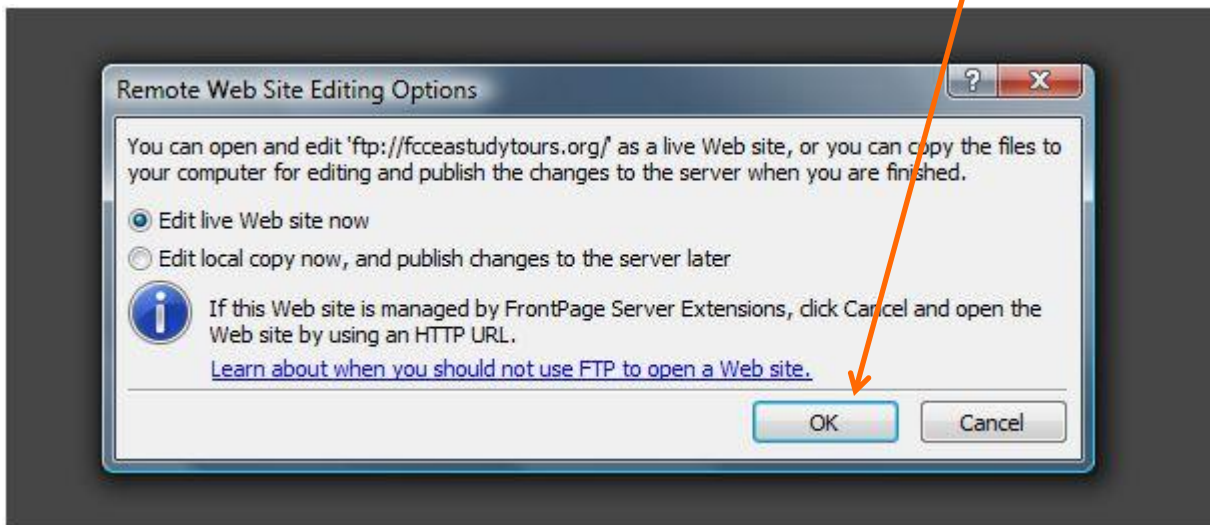 Remote Web Site Editing Options
You can open and edit 'ftp://fcceastudytours.org/' as a live Web site, or you can copy the files to
your computer for editing and publish the changes to the server when you are finished.
Edit live Web site now
Edit local copy now, and publish changes to the server later
If this Web site is managed by FrontPage Server Extensions, click Cancel and open the
Web site by using an HTTP URL.
Learn about when you should not use FTP to open a Web site.
OK
Cancel